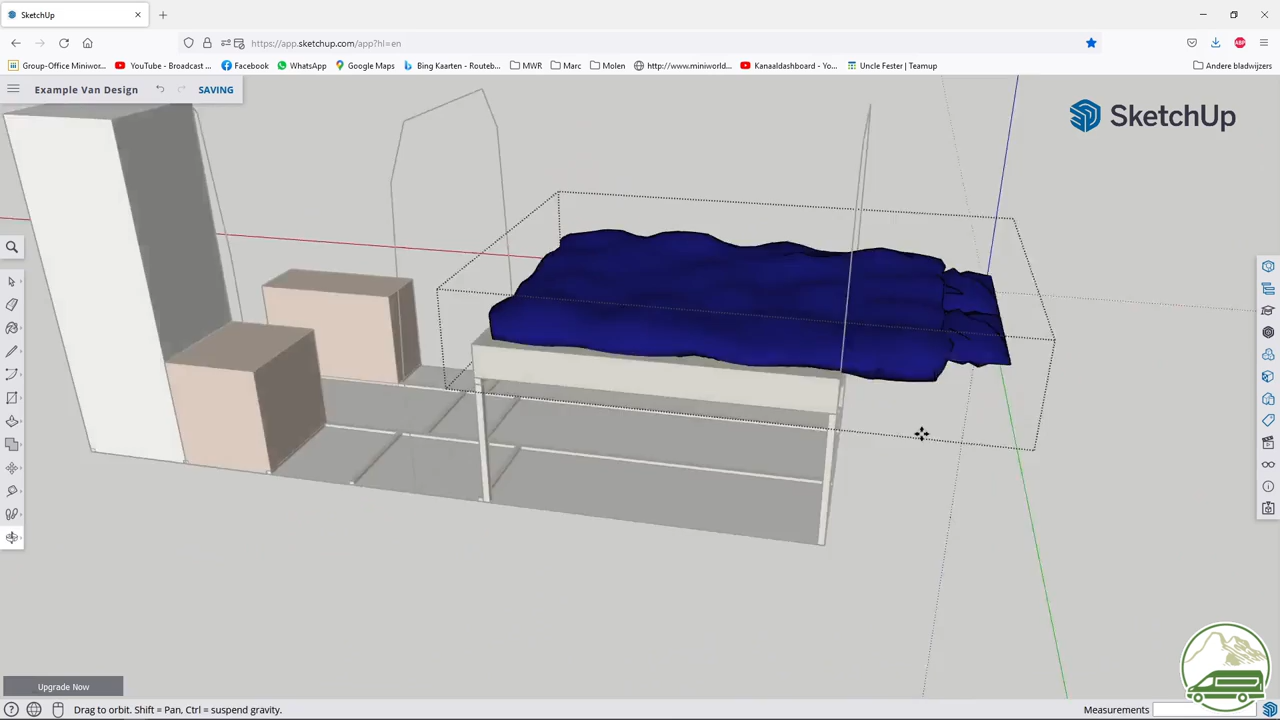 SketchUp
https://app.sketchup.com/app?hl=en
Group-Office Miniwor...
YouTube - Broadcast ...
Facebook
WhatsApp
Google Maps
Bing Kaarten - Routeb...
MWR
Marc
Molen
http://www.miniworld...
Kanaaldashboard - Yo...
Uncle Fester | Teamup
Andere bladwijzers
Example Van Design
SAVING
SketchUp
Upgrade Now
Drag to orbit. Shift = Pan, Ctrl = suspend gravity.
Measurements